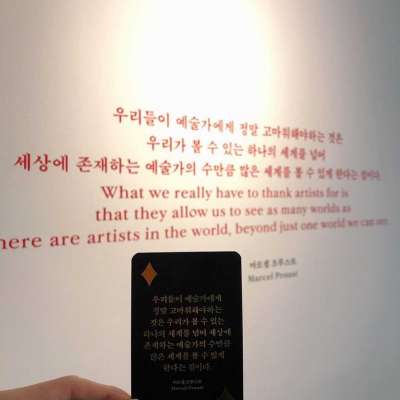 우리들이 예술가에게 정말 고마워해야하는 것은
우리가 볼 수 있는 하나의 세계를 넘어
세상에 존재하는 예술가의 수만큼 많은 세계를 볼 수 있게 한다는 점이다.
What we really have to thank artists for is
that they allow us to see as many worlds as
here are artists in the world, beyond just one world we can see.
마르셀 프루스트
Marcel Proust
우리들이 예술가에게
정말 고마워해야하는
것은 우리가 볼 수 있는
하나의 세계를 넘어 세상에
존재하는 예술가의 수만큼
많은 세계를 볼 수 있게
한다는 점이다.
마르셀 프루스트
Marcel Proust